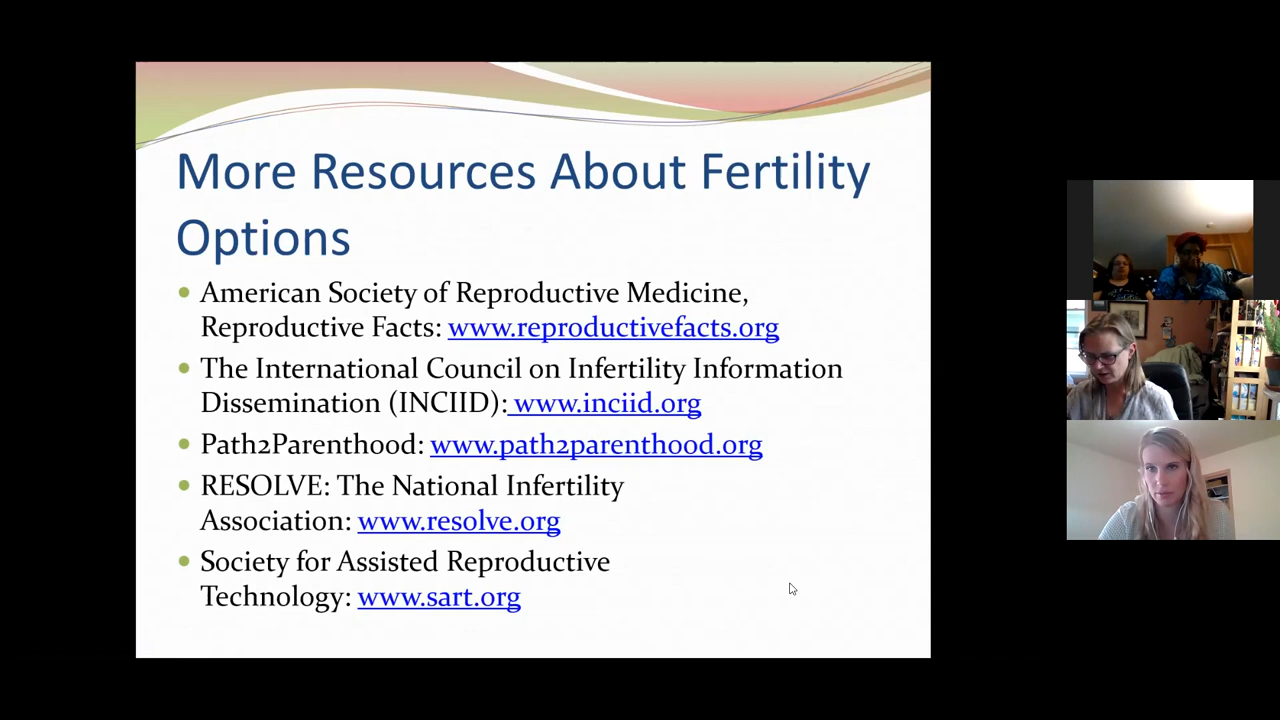 More Resources About Fertility
Options
• American Society of Reproductive Medicine,
Reproductive Facts: www.reproductivefacts.org
• The International Council on Infertility Information
Dissemination (INCIID): www.inciid.org
• Path2Parenthood: www.path2parenthood.org
• RESOLVE: The National Infertility
Association: www.resolve.org
• Society for Assisted Reproductive
Technology: www.sart.org